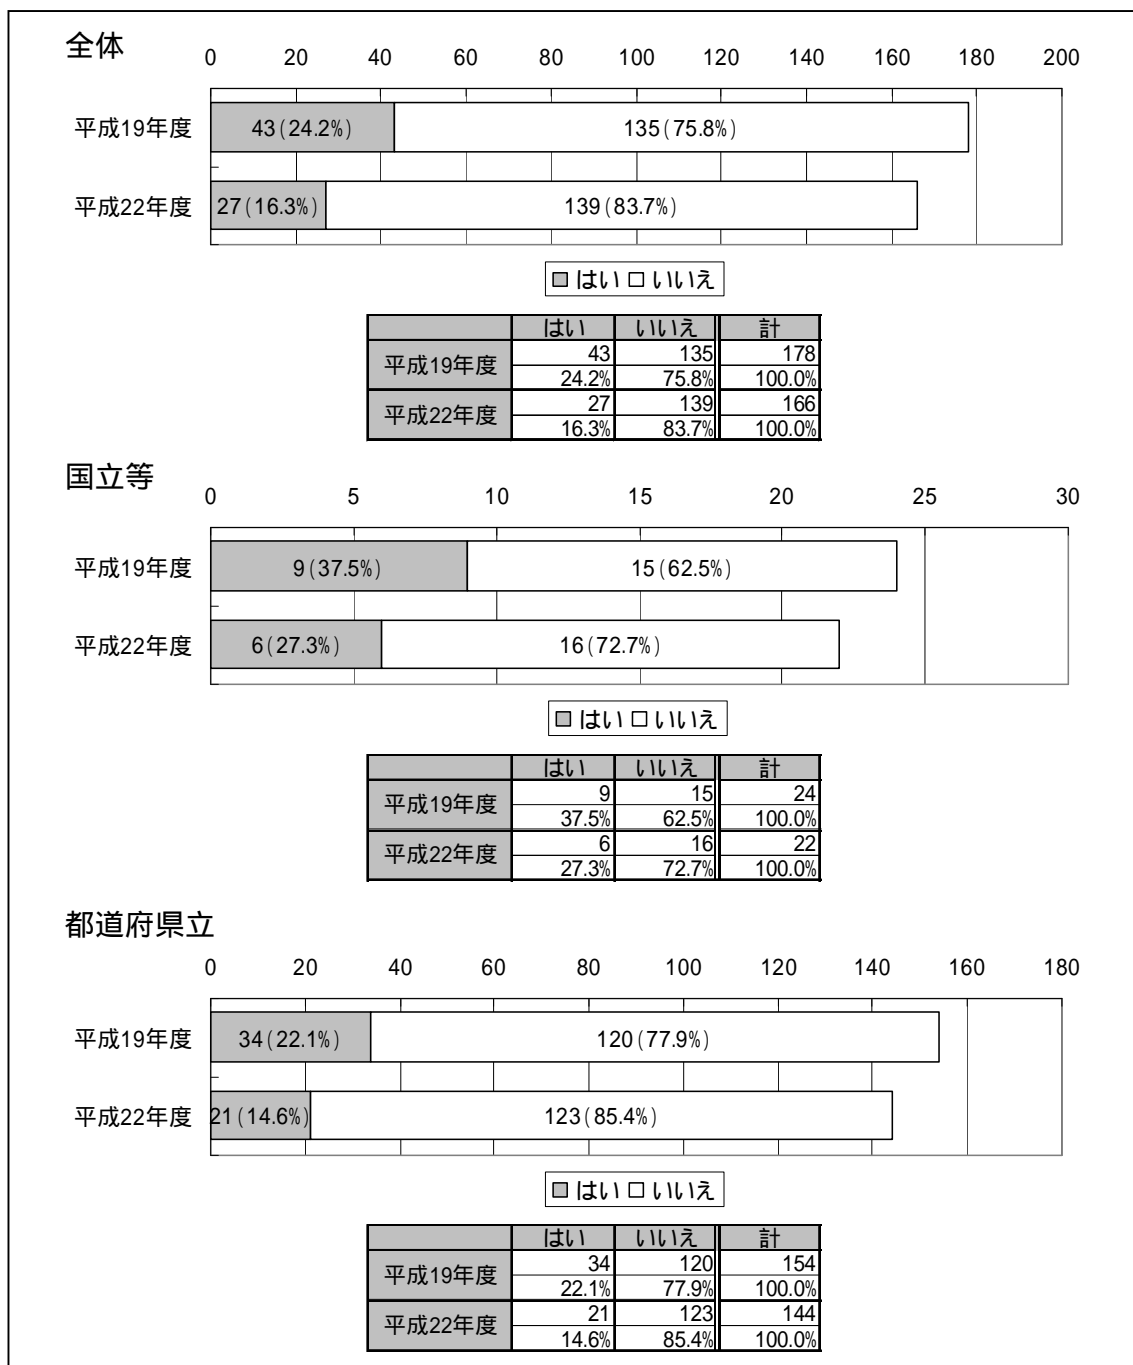 全体
0 20 40 60 80 100 120 140 160 180 200
平成19年度 43(24.2%) 135(75.8%)
平成22年度 27(16.3%) 139(83.7%)
はい いいえ
はい いいえ 計
平成19年度 43 135 178
24.2% 75.8% 100.0%
平成22年度 27 139 166
16.3% 83.7% 100.0%
国立等
0 5 10 15 20 25 30
平成19年度 9(37.5%) 15(62.5%)
平成22年度 6(27.3%) 16(72.7%)
はい いいえ
はい いいえ 計
平成19年度 9 15 24
37.5% 62.5% 100.0%
平成22年度 6 16 22
27.3% 72.7% 100.0%
都道府県立
0 20 40 60 80 100 120 140 160 180
平成19年度 34(22.1%) 120(77.9%)
平成22年度 21(14.6%) 123(85.4%)
はい いいえ
はい いいえ 計
平成19年度 34 120 154
22.1% 77.9% 100.0%
平成22年度 21 123 144
14.6% 85.4% 100.0%